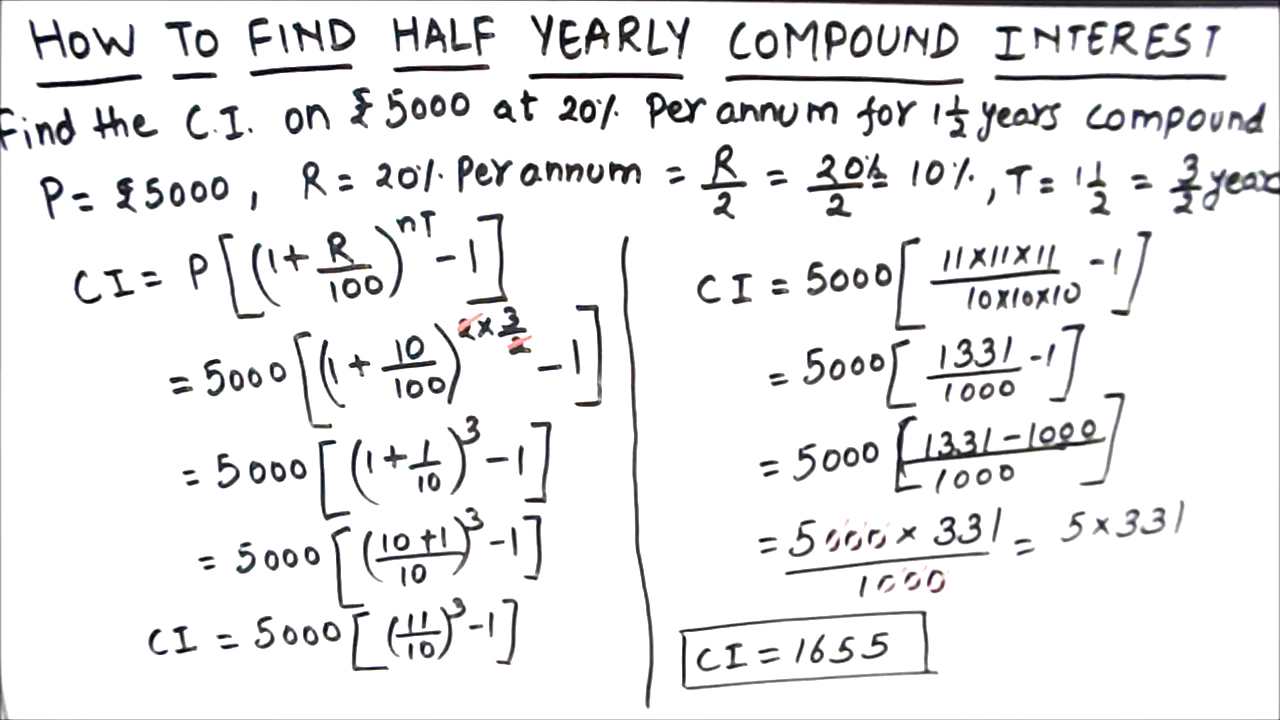 HOW TO FIND HALF YEARLY COMPOUND INTEREST
Find the C.I. on ₹5000 at 20% Per annum for 1 1/2 years compound
P = ₹5000, R = 20% Per annum = R/2 = 20%/2 = 10%, T = 1 1/2 = 3/2 year
CI = P[(1+R/100)^nT - 1]
= 5000[(1+10/100)^2×3/2 - 1]
= 5000[(1+1/10)^3 - 1]
= 5000[(10+1/10)^3 - 1]
CI = 5000[(11/10)^3 - 1]
CI = 5000[11×11×11/10×10×10 - 1]
= 5000[1331/1000 - 1]
= 5000[1331-1000/1000]
= 5000×331/1000 = 5×331
CI = 1655